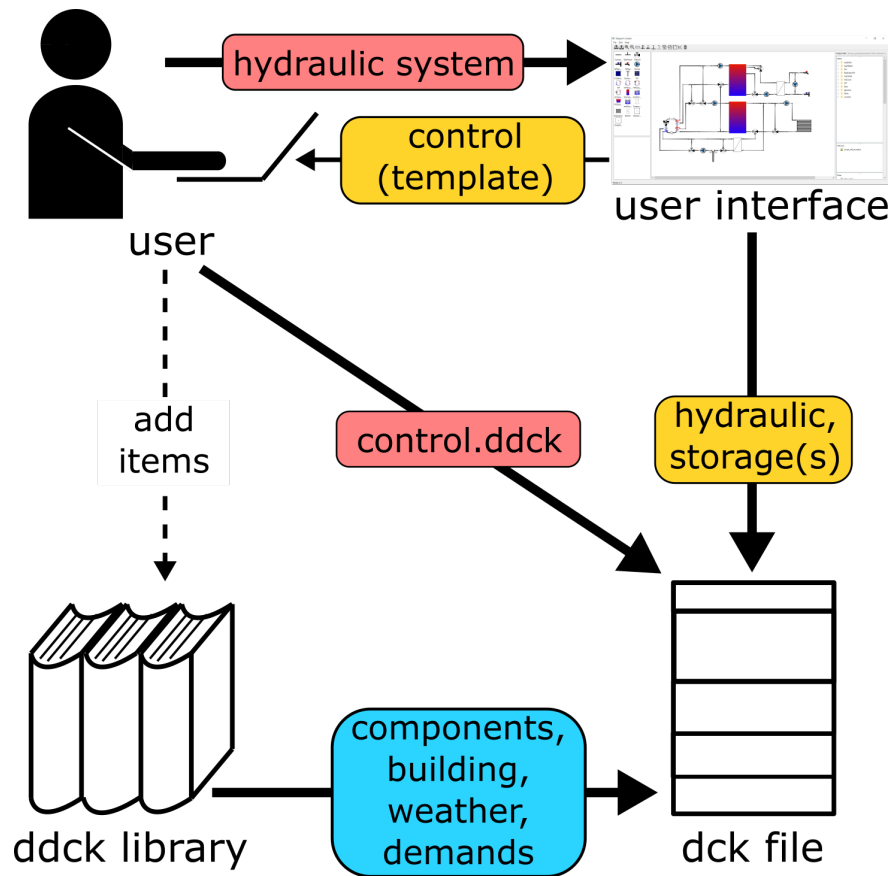 hydraulic system
control
(template)
user interface
user
add
items
control.ddck
hydraulic,
storage(s)
components,
building,
weather,
demands
ddck library
dck file